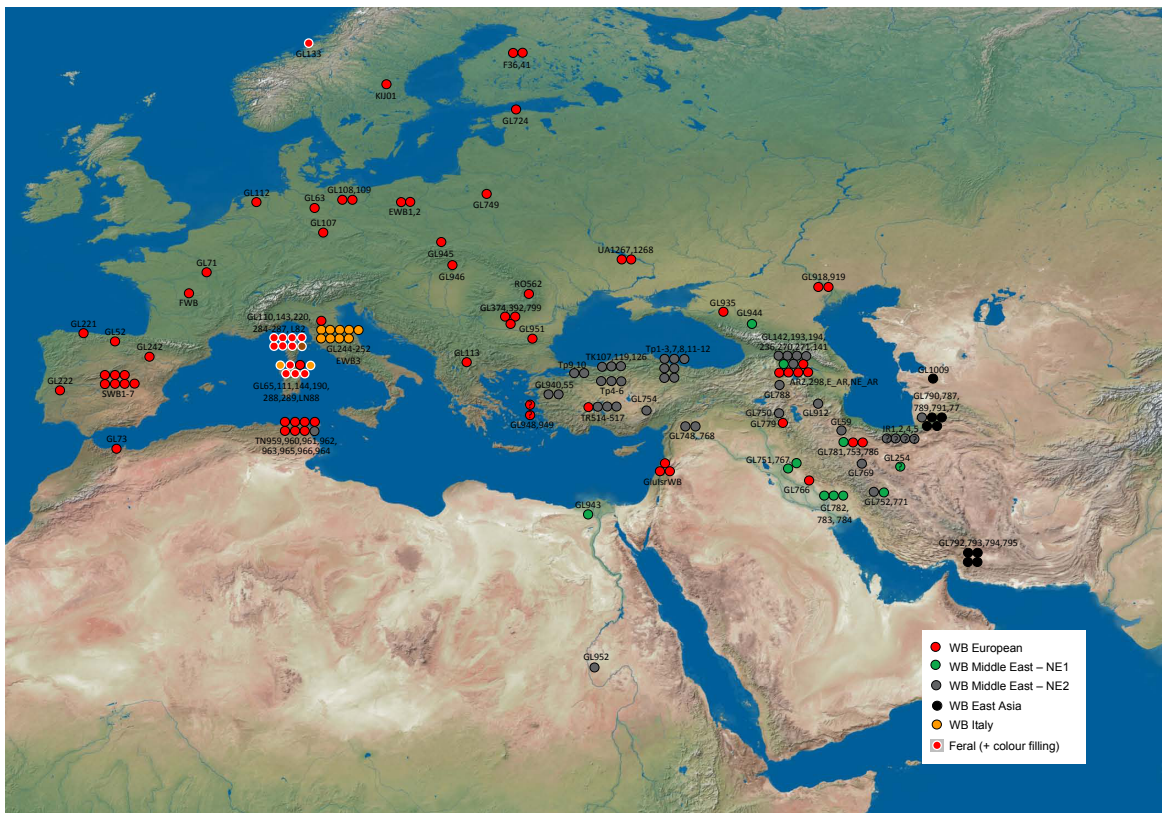 GL133
F36,41
KIJ01
GL724
GL112
GL63
GL108,109
EWB1,2
GL749
GL107
GL945
GL946
UA1267,1268
GL71
FWB
ROS62
GL918,919
GL374,392,799
GL935
GL944
GL951
GL221
GL52
GL242
GL110,143,220,
284-287, LB2
GL244-252
EWB3
GL113
Tp9,10
TK107,119,126
Tp1-3,7,8,11-12
GL142,193,194,
236,270,271,141
AR2,298,E_AR,NE_AR
GL1009
GL790,787,
789,791,77
GL222
SWB1-7
GL65,111,144,190,
288,289,LN88
GL940,55
Tp4-6
GL754
TR514-517
GL948,949
GL788
GL750
GL779
GL912
GL59
IR1,2,4,5
GL73
TN959,960,961,962,
963,965,966,964
GL748, 768
GL751,767
GL781,753,786
GL254
GL769
GluIsrWB
GL766
GL752,771
GL782,
783, 784
GL943
GL792,793,794,795
GL952
WB European
WB Middle East – NE1
WB Middle East – NE2
WB East Asia
WB Italy
Feral (+ colour filling)